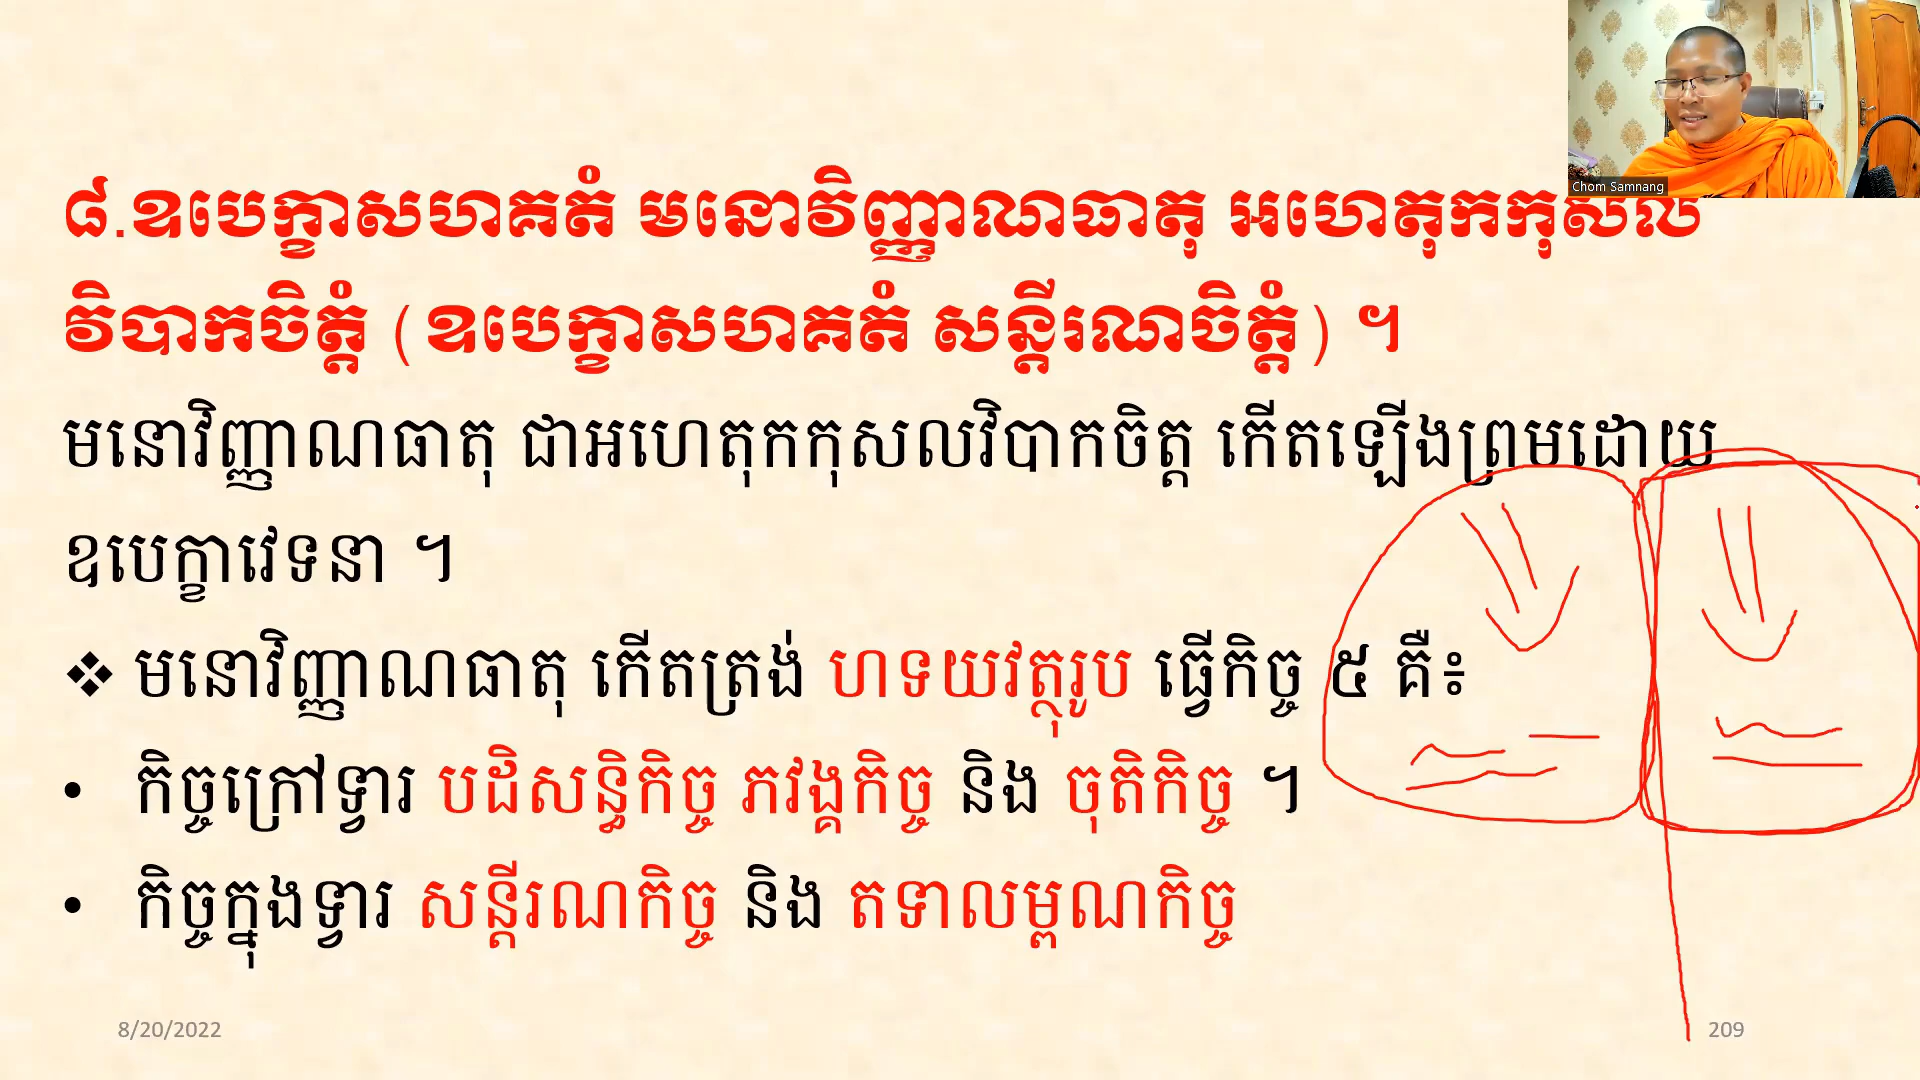 Chom Samnang
៨.ឧបេក្ខាសហគតំ មនោវិញ្ញាណធាតុ អហេតុកកុសល
វិបាកចិត្តំ (ឧបេក្ខាសហគតំ សន្តីរណចិត្តំ) ។
មនោវិញ្ញាណធាតុ ជាអហេតុកកុសលវិបាកចិត្ត កើតឡើងព្រមដោយ
ឧបេក្ខាវេទនា ។
❖ មនោវិញ្ញាណធាតុ កើតត្រង់ ហទយវត្ថុរូប ធ្វើកិច្ច ៥ គឺ៖
• កិច្ចក្រៅទ្វារ បដិសន្ធិកិច្ច ភវង្គកិច្ច និង ចុតិកិច្ច ។
• កិច្ចក្នុងទ្វារ សន្តីរណកិច្ច និង តទាលម្ពណកិច្ច
8/20/2022
209